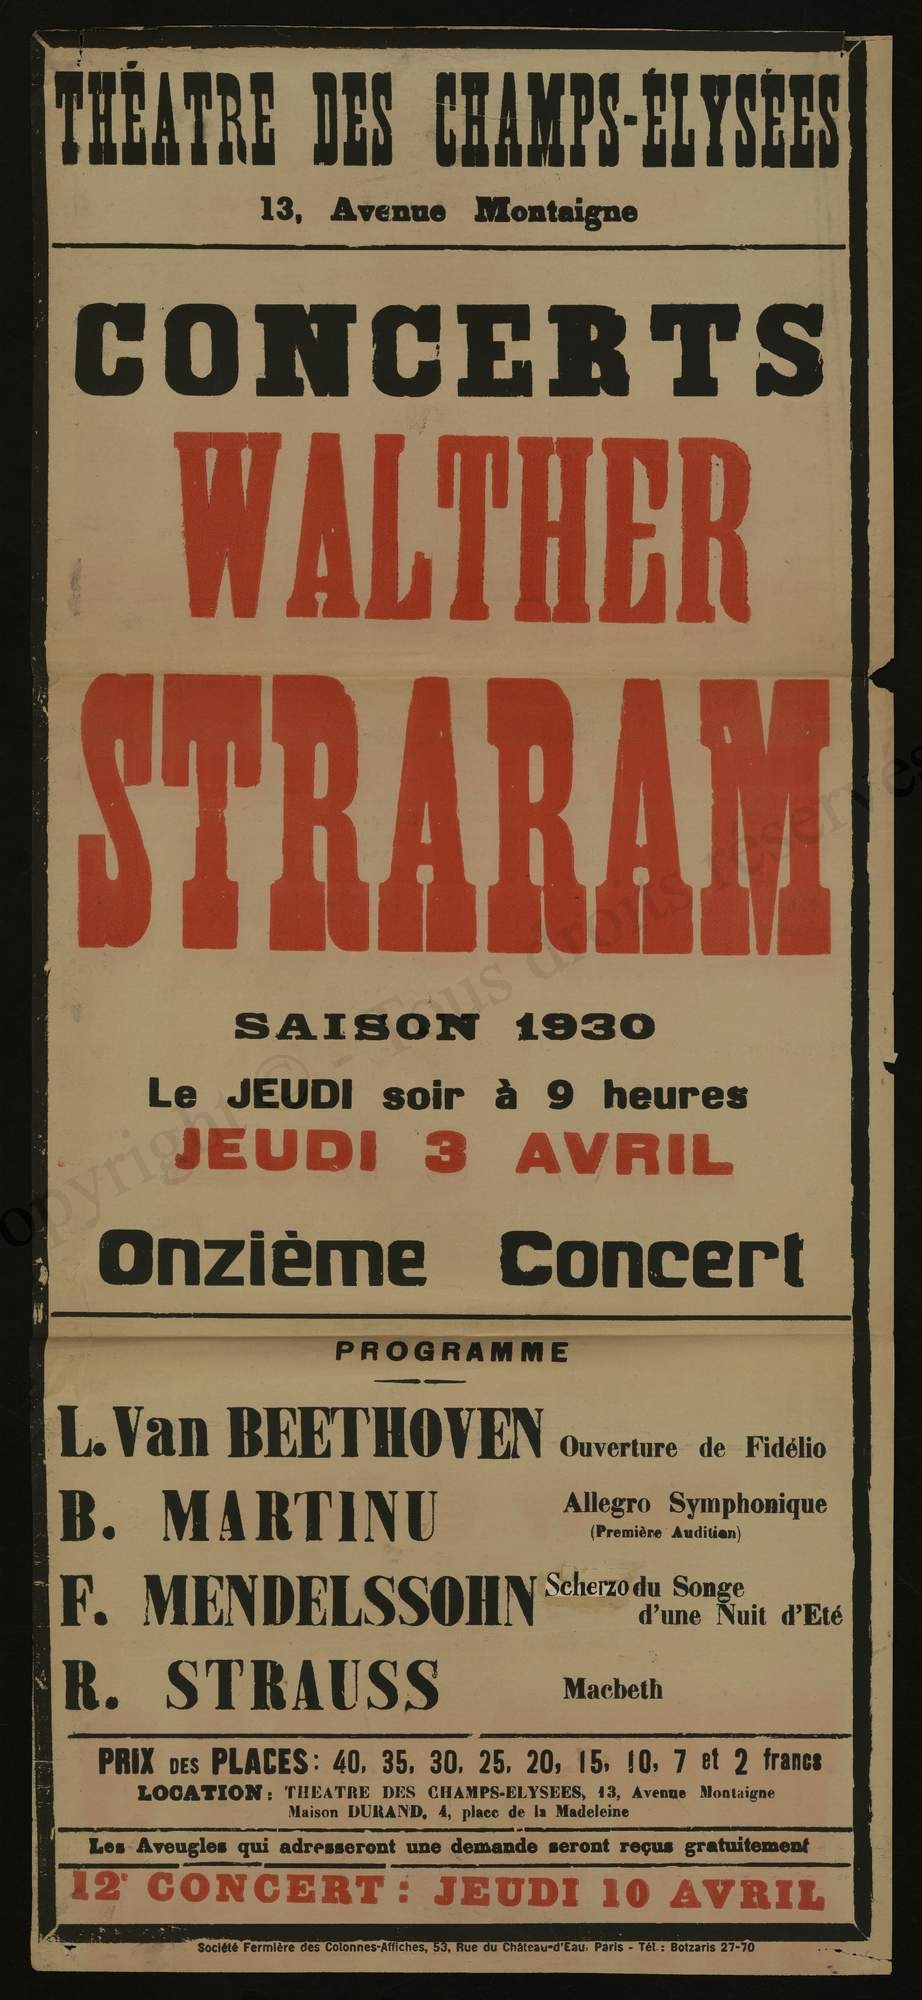 THÉATRE DES CHAMPS-ÉLYSÉES
13, Avenue Montaigne
CONCERTS
WALTHER
STRARAM
SAISON 1930
Le JEUDI soir à 9 heures
JEUDI 3 AVRIL
Onzième Concert
PROGRAMME
L. Van BEETHOVEN Ouverture de Fidélio
B. MARTINU Allegro Symphonique
(Première Audition)
F. MENDELSSOHN Scherzo du Songe
d'une Nuit d'Eté
R. STRAUSS Macbeth
PRIX DES PLACES: 40, 35, 30, 25, 20, 15, 10, 7 et 2 francs
LOCATION: THEATRE DES CHAMPS-ELYSEES, 13, Avenue Montaigne
Maison DURAND, 4, place de la Madeleine
Les Aveugles qui adresseront une demande seront reçus gratuitement
12e CONCERT: JEUDI 10 AVRIL
Société Fermière des Colonnes-Affiches, 53, Rue du Château-d'Eau, Paris - Tél.: Botzaris 27-70
opyright © - Tous droits réservés